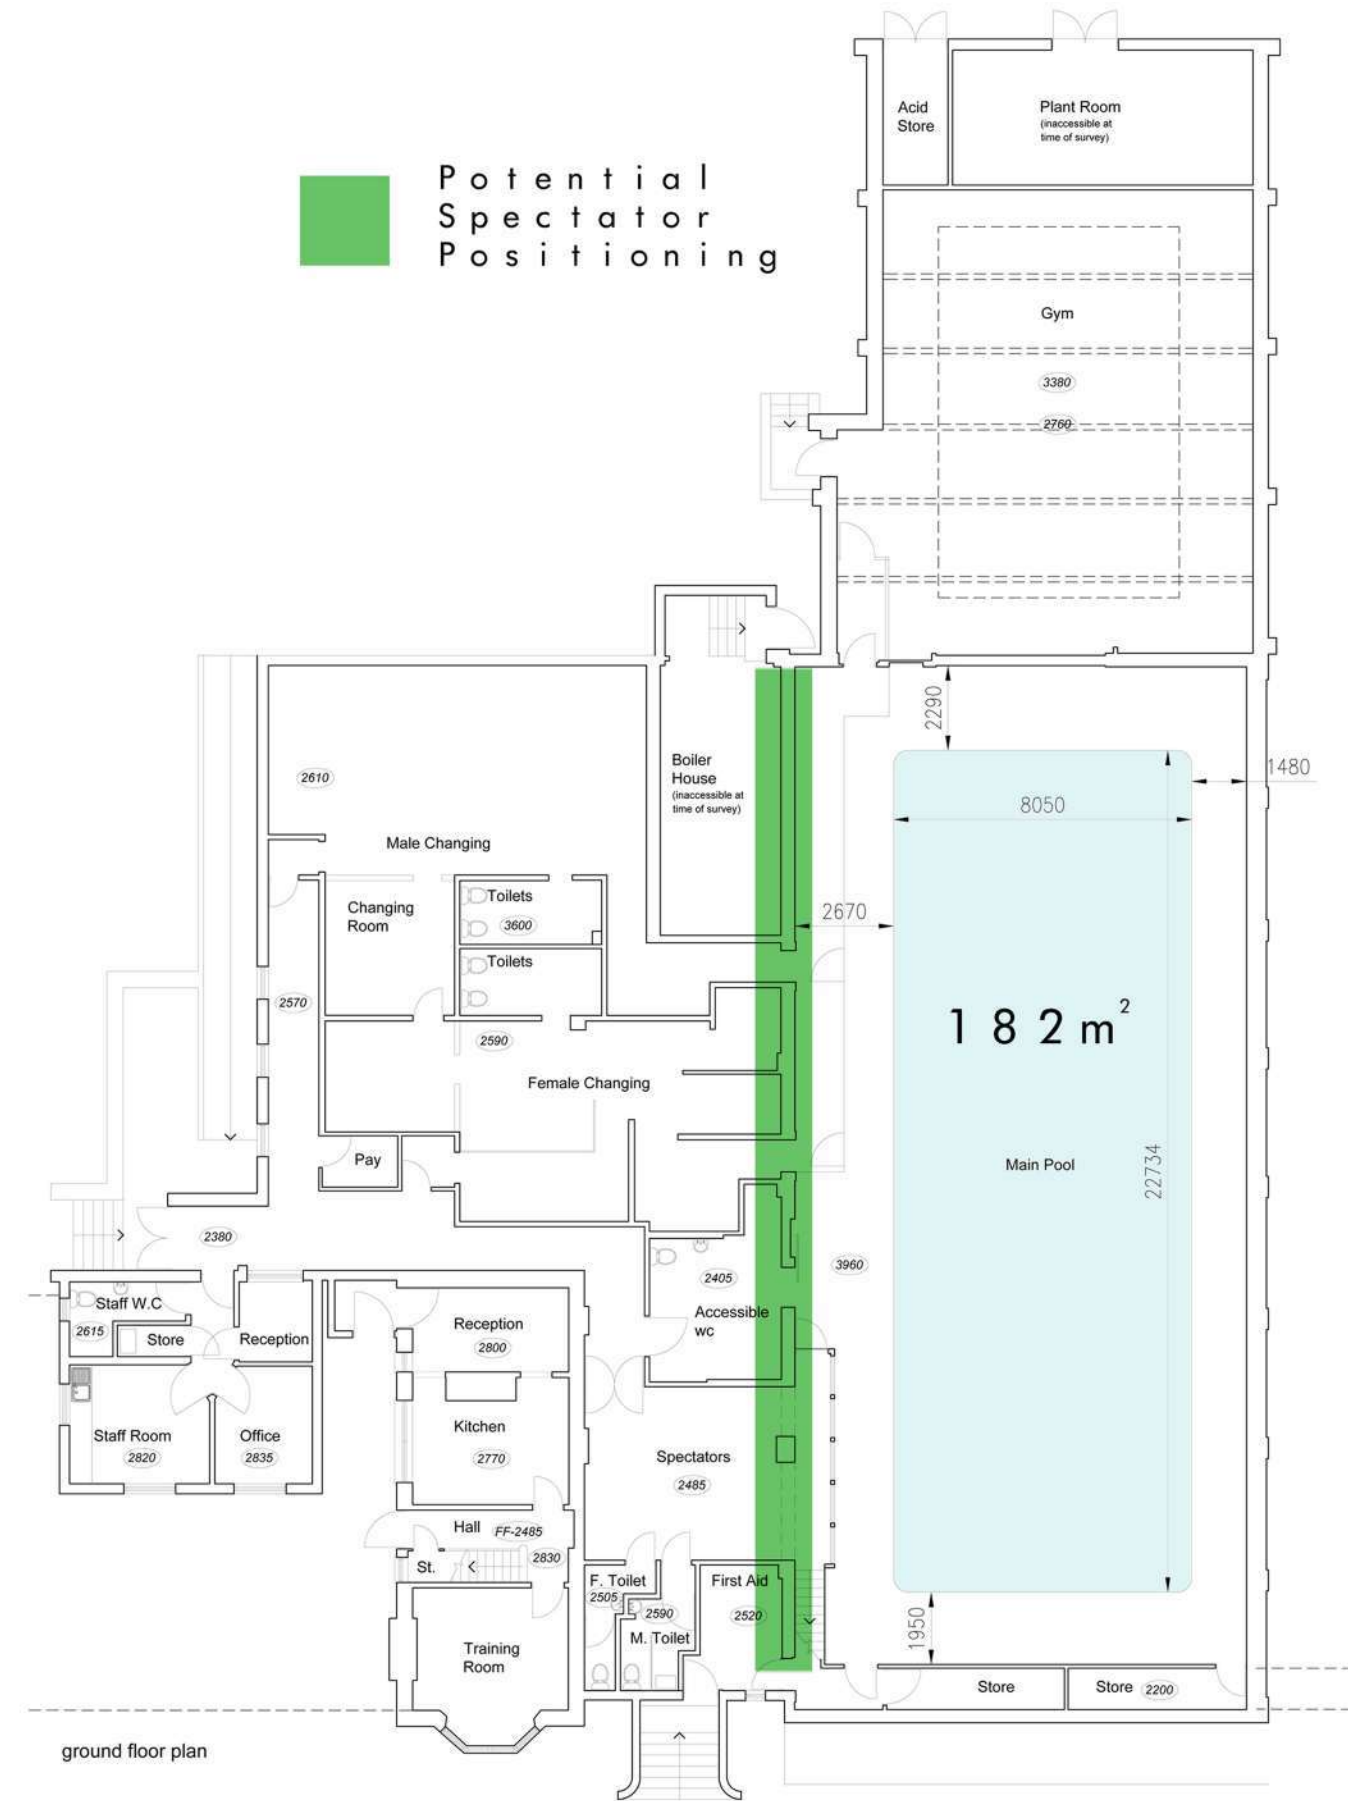 Acid
Store
Plant Room
(inaccessible at
time of survey)
Potential
Spectator
Positioning
Gym
3380
2760
2290
1480
8050
Boiler
House
(inaccessible at
time of survey)
2610
Male Changing
Toilets
3600
Changing
Room
2670
Toilets
2570
182m²
2590
Female Changing
Pay
Main Pool
22734
2380
3960
2405
Accessible
wc
Staff W.C
2615
Store
Reception
Reception
2800
Staff Room
2820
Office
2835
Kitchen
2770
Spectators
2485
Hall
FF-2485
2830
St.
F. Toilet
2505
2590
M. Toilet
First Aid
2520
1950
Training
Room
Store
Store
2200
ground floor plan